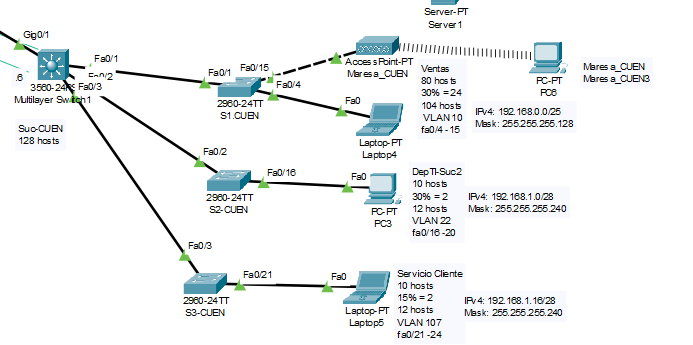 Server-PT
Server1
Gig0/1
Fa0/1
Fa0/2
Fa0/3
.6
3560-24PS
Multilayer Switch1
Suc-CUEN
128 hosts
Fa0/1
Fa0/15
Fa0/4
2960-24TT
S1.CUEN
AccessPoint-PT
Maresa_CUEN
Fa0
Laptop-PT
Laptop4
Ventas
80 hosts
30% = 24
104 hosts
VLAN 10
fa0/4 - 15
PC-PT
PC6
Maresa_CUEN
Maresa_CUEN3
IPv4: 192.168.0.0/25
Mask: 255.255.255.128
Fa0/2
Fa0/16
2960-24TT
S2-CUEN
Fa0
PC-PT
PC3
DepTI-Suc2
10 hosts
30% = 2
12 hosts
VLAN 22
fa0/16 -20
IPv4: 192.168.1.0/28
Mask: 255.255.255.240
Fa0/3
Fa0/21
2960-24TT
S3-CUEN
Fa0
Laptop-PT
Laptop5
Servicio Cliente
10 hosts
15% = 2
12 hosts
VLAN 107
fa0/21 -24
IPv4: 192.168.1.16/28
Mask: 255.255.255.240